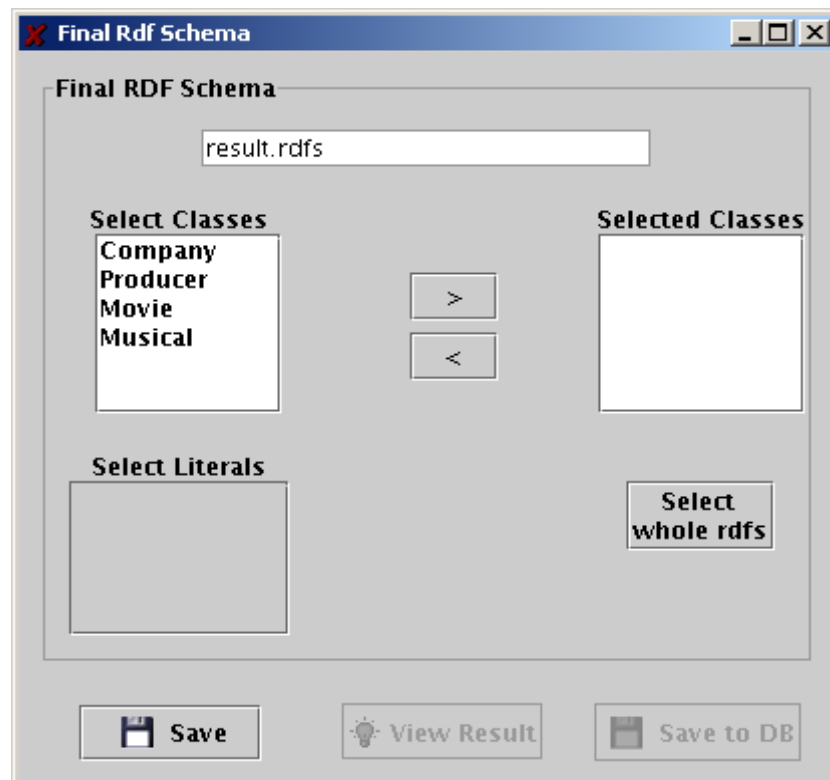 Final Rdf Schema
Final RDF Schema
result.rdfs
Select Classes
Selected Classes
Company
Producer
Movie
Musical
>
<
Select Literals
Select
whole rdfs
Save
View Result
Save to DB